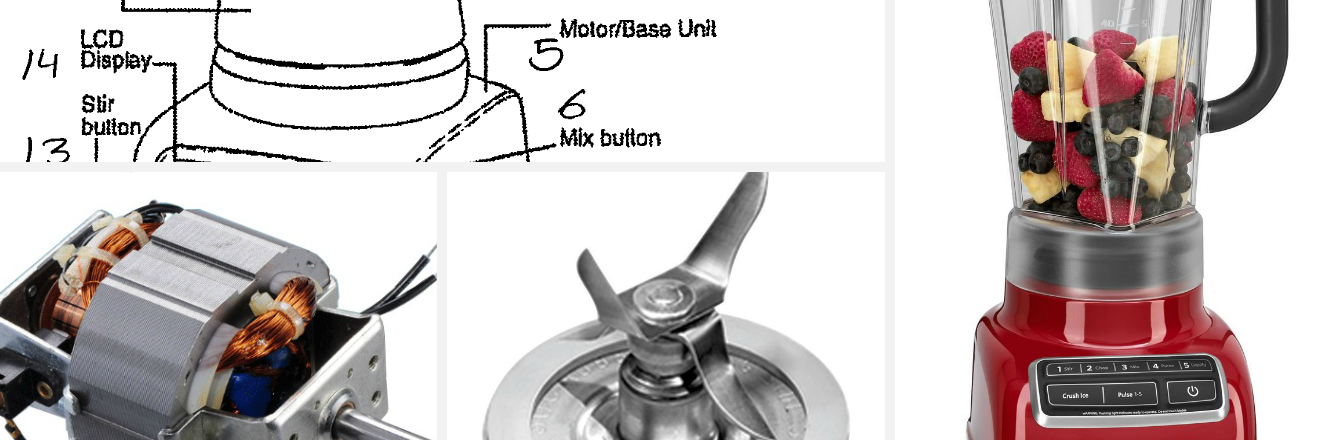 LCD
Display
14
Stir
button
13
Motor/Base Unit
5
6
Mix button
1 Stir 2 Chop 3 Mix 4 Puree 5 Liquify
Crush Ice
Pulse 1-5